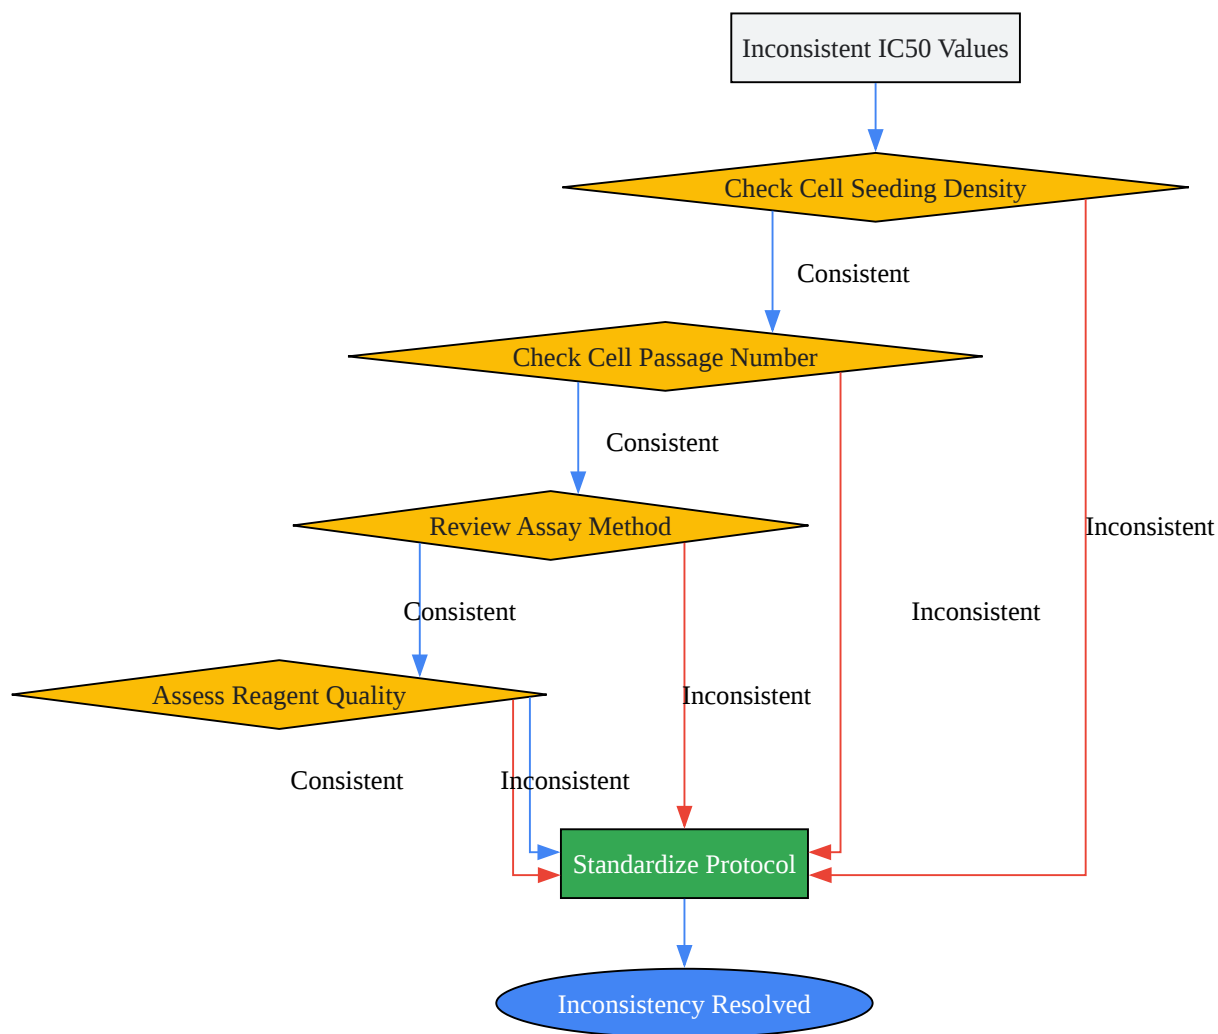 Inconsistent IC50 Values
Check Cell Seeding Density
Consistent
Check Cell Passage Number
Consistent
Review Assay Method
Inconsistent
Consistent
Inconsistent
Assess Reagent Quality
Inconsistent
Consistent
Inconsistent
Standardize Protocol
Inconsistency Resolved